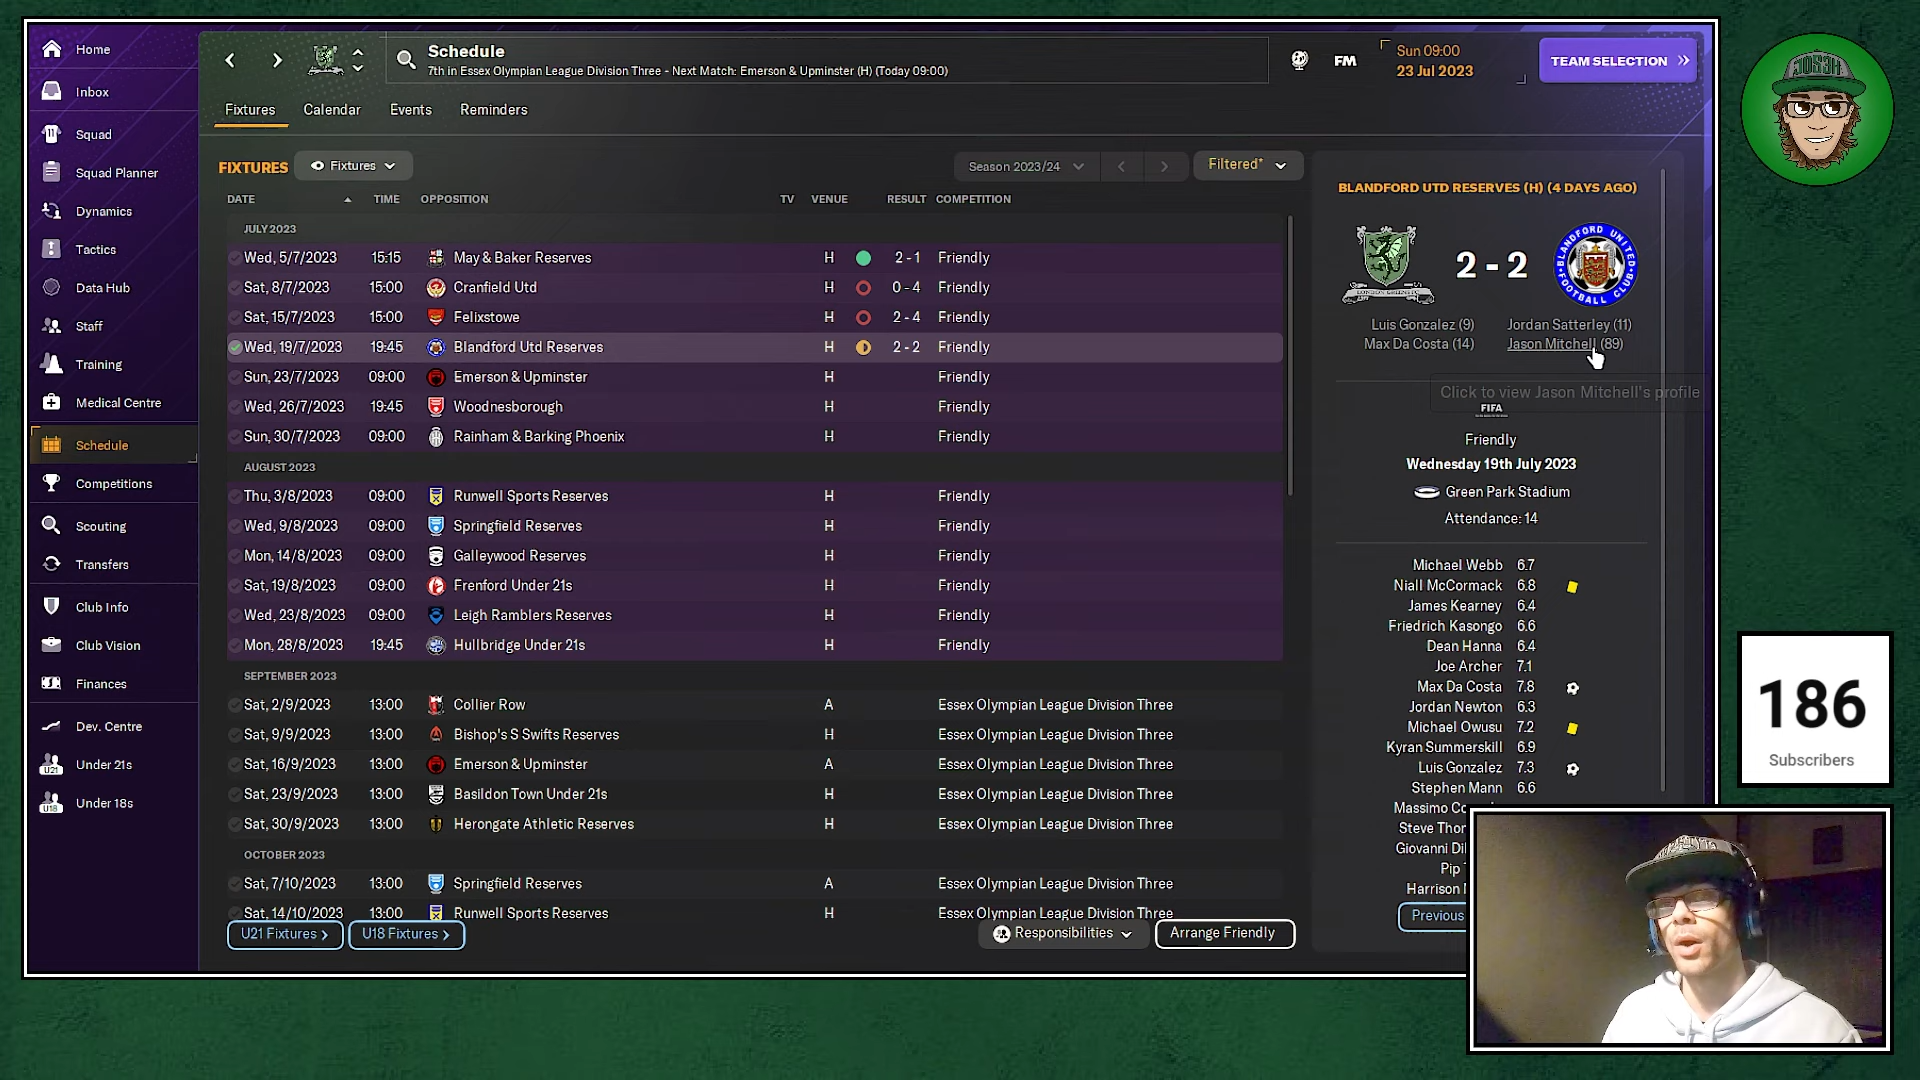 Home
Inbox
Squad
Squad Planner
Dynamics
Tactics
Data Hub
Staff
Training
Medical Centre
Schedule
Competitions
Scouting
Transfers
Club Info
Club Vision
Finances
Dev. Centre
Under 21s
Under 18s
Schedule
7th in Essex Olympian League Division Three - Next Match: Emerson & Upminster (H) (Today 09:00)
FM
Sun 09:00
23 Jul 2023
TEAM SELECTION
Fixtures Calendar Events Reminders
FIXTURES Fixtures Season 2023/24 Filtered*
DATE TIME OPPOSITION TV VENUE RESULT COMPETITION
JULY 2023
Wed, 5/7/2023 15:15 May & Baker Reserves H 2 - 1 Friendly
Sat, 8/7/2023 15:00 Cranfield Utd H 0 - 4 Friendly
Sat, 15/7/2023 15:00 Felixstowe H 2 - 4 Friendly
Wed, 19/7/2023 19:45 Blandford Utd Reserves H 2 - 2 Friendly
Sun, 23/7/2023 09:00 Emerson & Upminster H Friendly
Wed, 26/7/2023 19:45 Woodnesborough H Friendly
Sun, 30/7/2023 09:00 Rainham & Barking Phoenix H Friendly
AUGUST 2023
Thu, 3/8/2023 09:00 Runwell Sports Reserves H Friendly
Wed, 9/8/2023 09:00 Springfield Reserves H Friendly
Mon, 14/8/2023 09:00 Galleywood Reserves H Friendly
Sat, 19/8/2023 09:00 Frenford Under 21s H Friendly
Wed, 23/8/2023 09:00 Leigh Ramblers Reserves H Friendly
Mon, 28/8/2023 19:45 Hullbridge Under 21s H Friendly
SEPTEMBER 2023
Sat, 2/9/2023 13:00 Collier Row A Essex Olympian League Division Three
Sat, 9/9/2023 13:00 Bishop's S Swifts Reserves H Essex Olympian League Division Three
Sat, 16/9/2023 13:00 Emerson & Upminster A Essex Olympian League Division Three
Sat, 23/9/2023 13:00 Basildon Town Under 21s H Essex Olympian League Division Three
Sat, 30/9/2023 13:00 Herongate Athletic Reserves H Essex Olympian League Division Three
OCTOBER 2023
Sat, 7/10/2023 13:00 Springfield Reserves A Essex Olympian League Division Three
Sat, 14/10/2023 13:00 Runwell Sports Reserves H Essex Olympian League Division Three
U21 Fixtures U18 Fixtures Responsibilities Arrange Friendly
BLANDFORD UTD RESERVES (H) (4 DAYS AGO)
LONDON GREENS FC
2 - 2
BLANDFORD UNITED FOOTBALL CLUB
Luis Gonzalez (9) Jordan Satterley (11)
Max Da Costa (14) Jason Mitchell (89)
Click to view Jason Mitchell's profile
FIFA
Friendly
Wednesday 19th July 2023
Green Park Stadium
Attendance: 14
Michael Webb 6.7
Niall McCormack 6.8
James Kearney 6.4
Friedrich Kasongo 6.6
Dean Hanna 6.4
Joe Archer 7.1
Max Da Costa 7.8
Jordan Newton 6.3
Michael Owusu 7.2
Kyran Summerskill 6.9
Luis Gonzalez 7.3
Stephen Mann 6.6
Massimo
Steve
Giovanni
Pip
Harrison
Previous
JOS3H
186
Subscribers